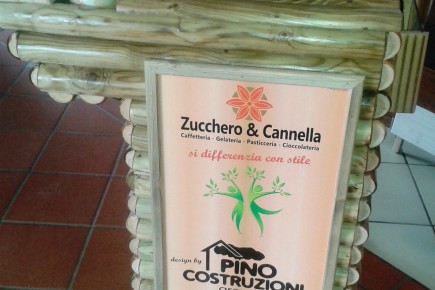 Zucchero & Cannella
Caffetteria - Gelateria - Pasticceria - Cioccolateria
si differenzia con stile
design by
PINO
COSTRUZIONI